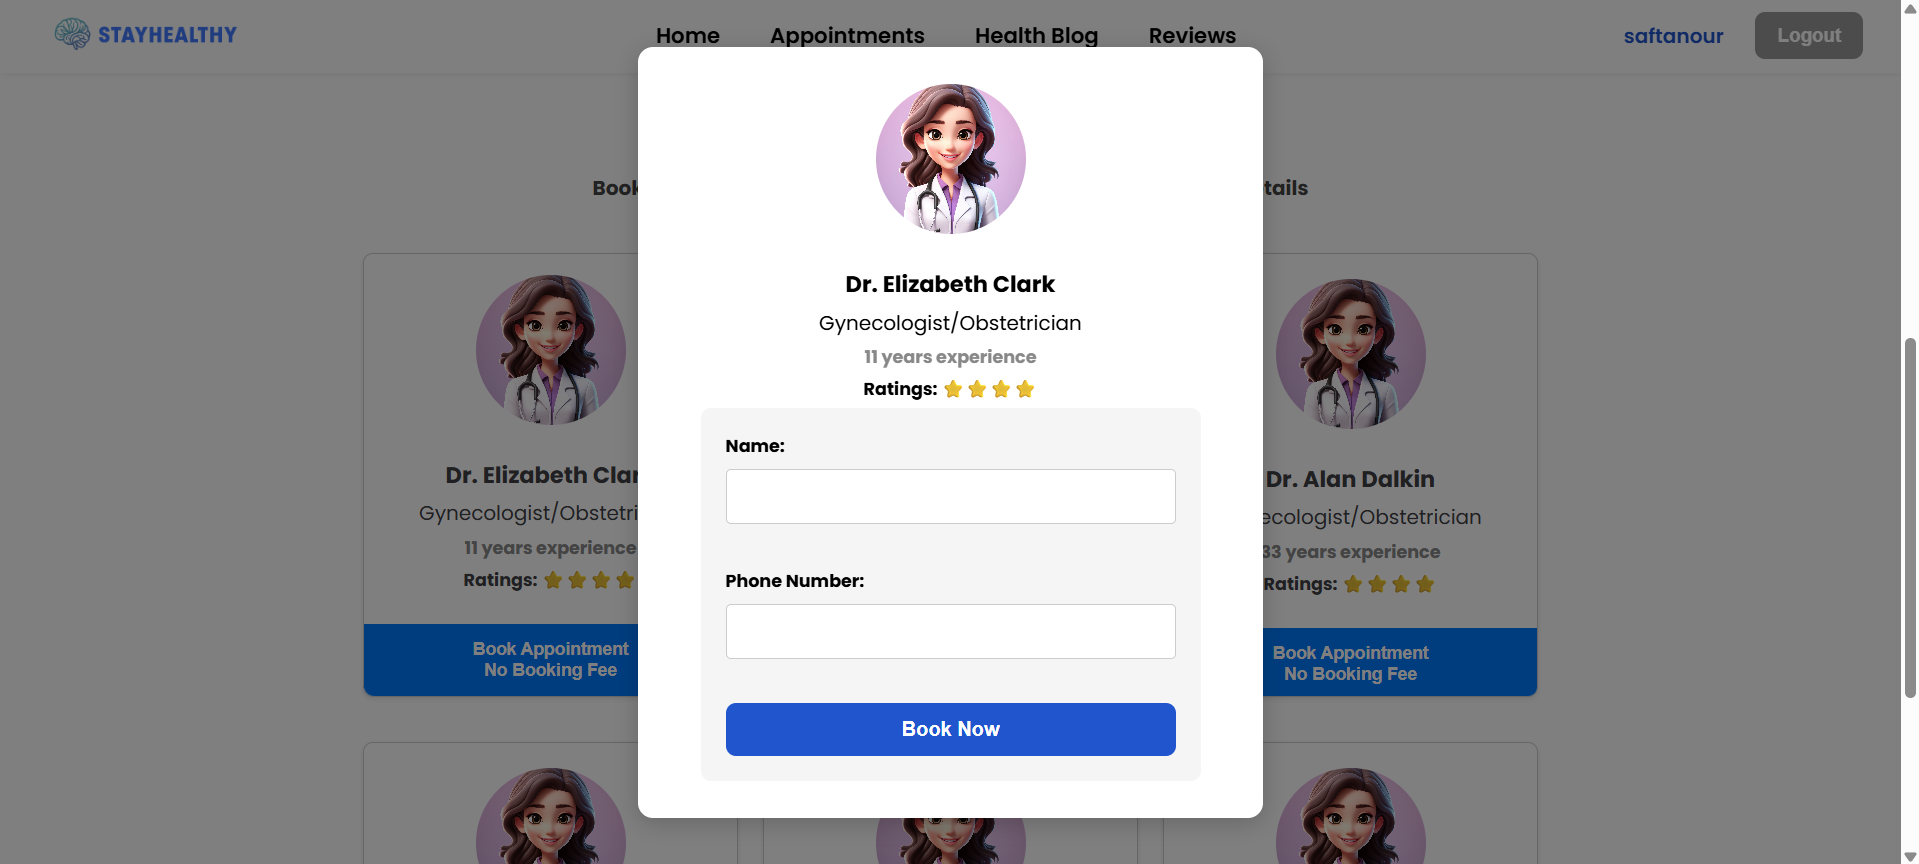 STAYHEALTHY
Home Appointments Health Blog Reviews
saftanour
Logout
Dr. Elizabeth Clark
Gynecologist/Obstetrician
11 years experience
Ratings:
Name:
Phone Number:
Book Now
Book
tails
Dr. Elizabeth Clar
Gynecologist/Obstetri
11 years experience
Ratings:
Book Appointment
No Booking Fee
Dr. Alan Dalkin
ecologist/Obstetrician
33 years experience
Ratings:
Book Appointment
No Booking Fee